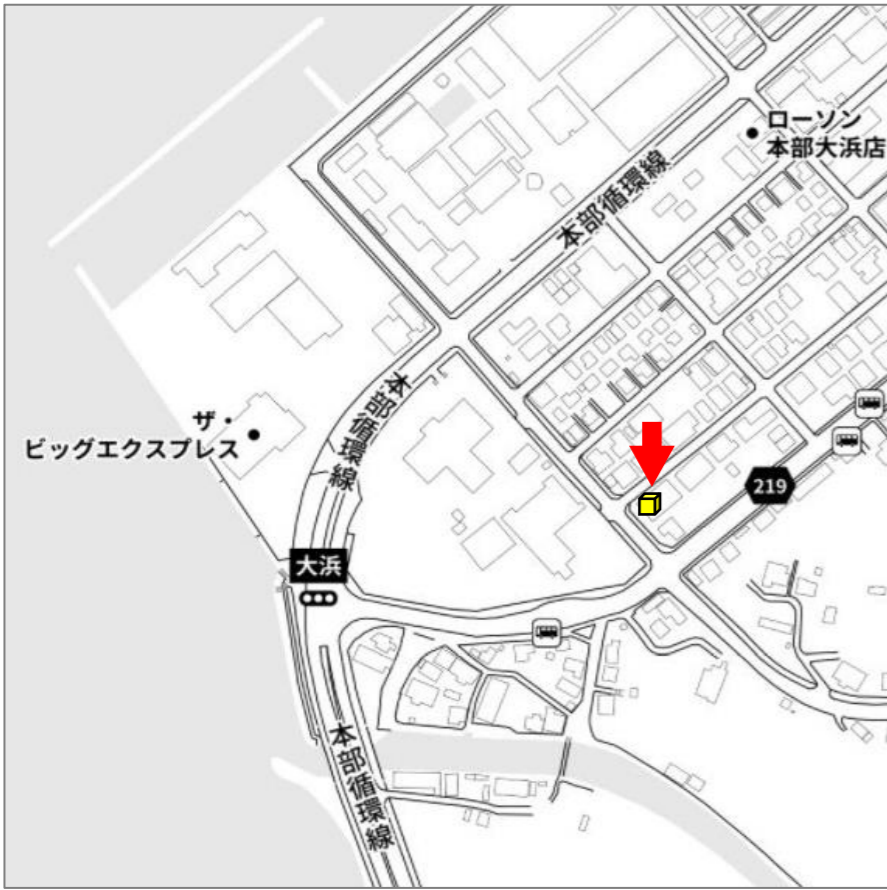 ローソン
本部大浜店
本部循環線
本部循環線
ザ・
ビッグエクスプレス
219
大浜
本部循環線